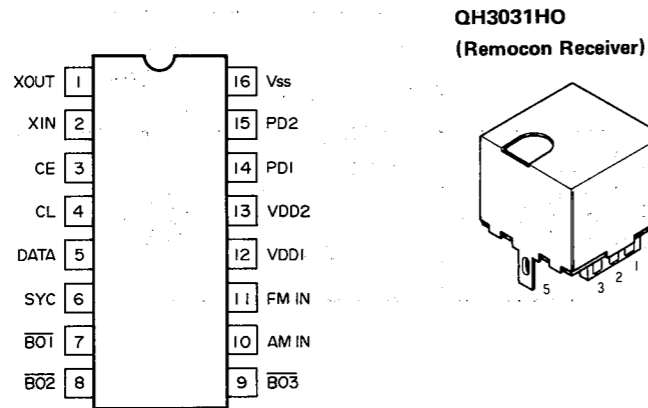 QH3031HO
(Remocon Receiver)
XOUT 1 16 Vss
XIN 2 15 PD2
CE 3 14 PD1
CL 4 13 VDD2
DATA 5 12 VDD1
SYC 6 11 FM IN
BO1 7 10 AM IN
BO2 8 9 BO3
5 3 2 1